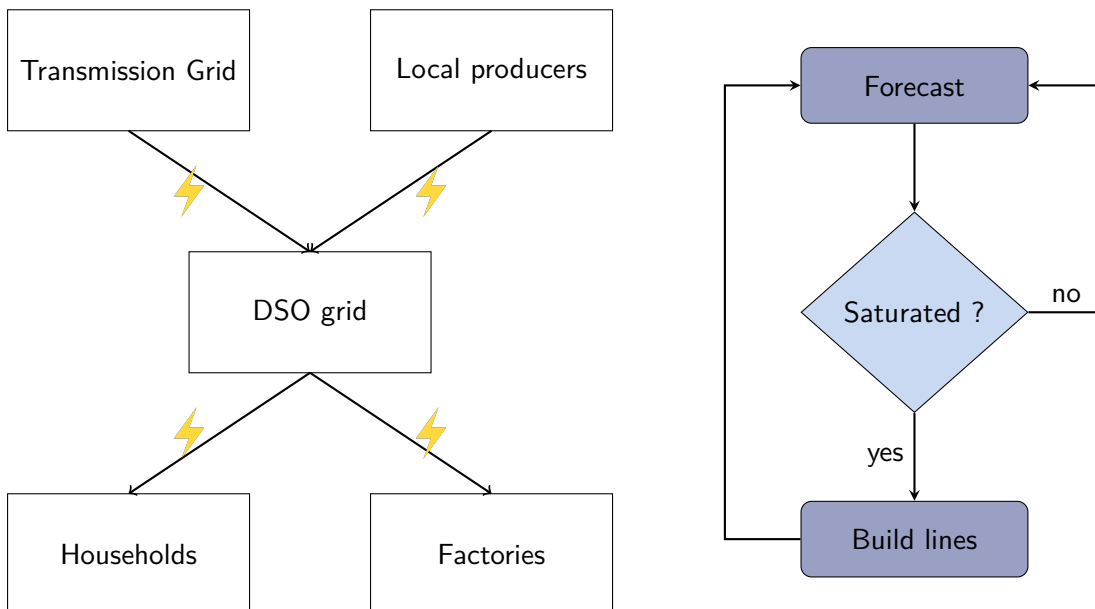 Transmission Grid
Local producers
DSO grid
Households
Factories
Forecast
Saturated ?
no
yes
Build lines